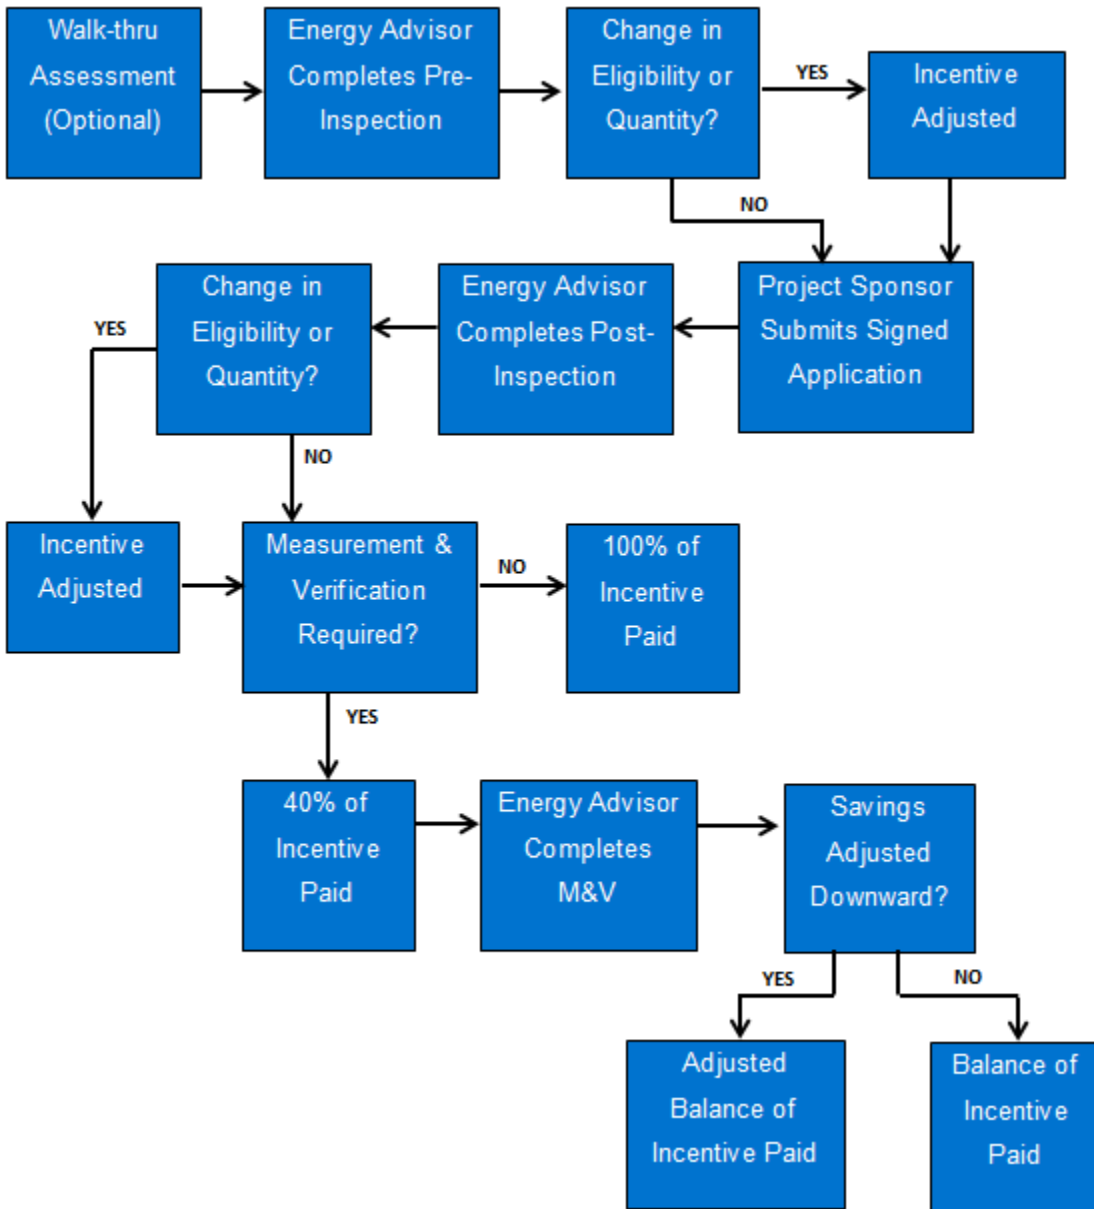 Walk-thru
Assessment
(Optional)
Energy Advisor
Completes Pre-
Inspection
Change in
Eligibility or
Quantity?
YES
Incentive
Adjusted
NO
Project Sponsor
Submits Signed
Application
Energy Advisor
Completes Post-
Inspection
Change in
Eligibility or
Quantity?
YES
NO
Incentive
Adjusted
Measurement &
Verification
Required?
NO
100% of
Incentive
Paid
YES
40% of
Incentive
Paid
Energy Advisor
Completes
M&V
Savings
Adjusted
Downward?
YES
NO
Adjusted
Balance of
Incentive Paid
Balance of
Incentive
Paid